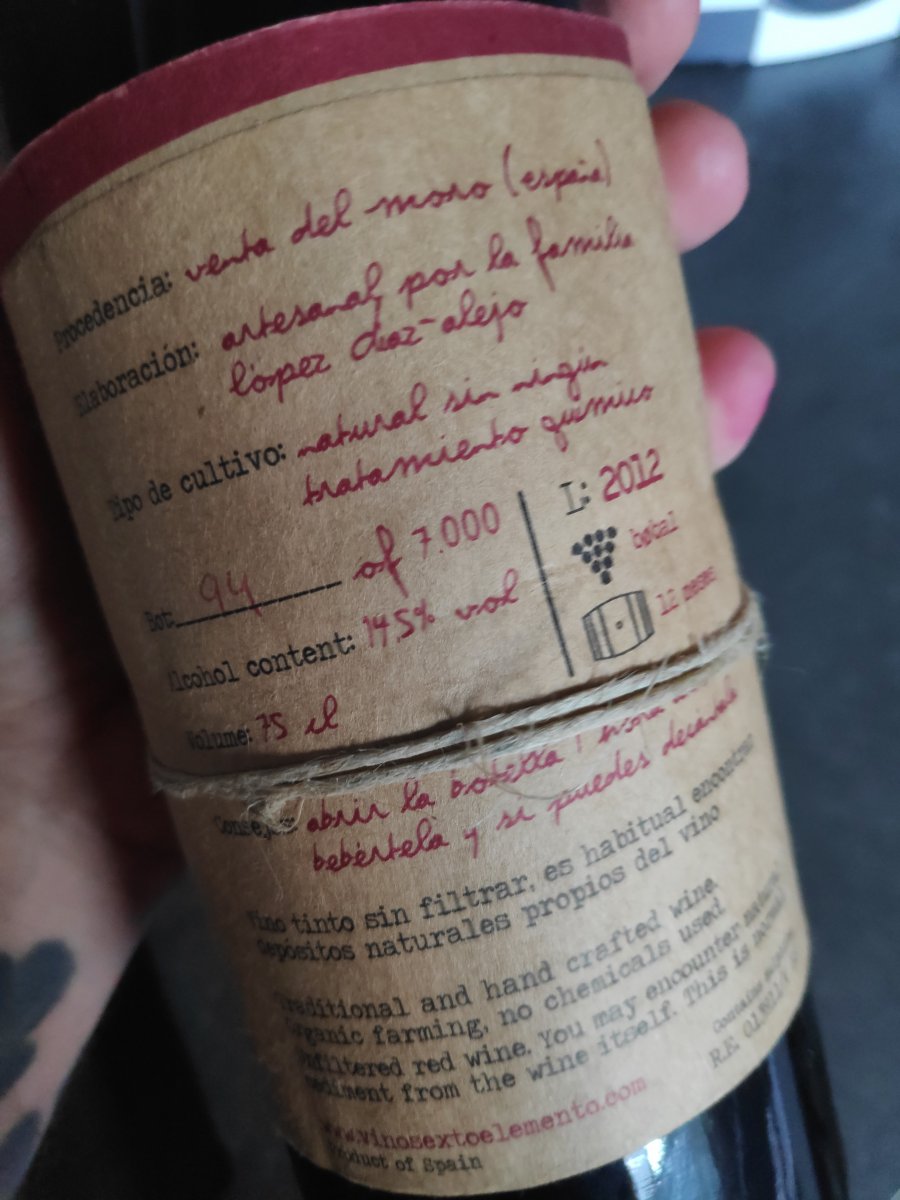 Procedencia: venta del moro (españa)
Elaboración: artesanal, por la familia
lópez diaz-alejo
Tipo de cultivo: natural sin ningún
tratamiento químico
Bot: 94 of 7.000
Alcohol content: 14'5% vol
Volume: 75 cl
L: 2012
bobal
12 meses
Consejo: abrir la botella 1 hora
bebértela y si puedes decántala
Vino tinto sin filtrar, es habitual encontrar
depósitos naturales propios del vino
Traditional and hand crafted wine.
Organic farming, no chemicals used.
Unfiltered red wine. You may encounter natural
sediment from the wine itself. This is
Contains
R.E.
www.vinosextoelemento.com
Product of Spain